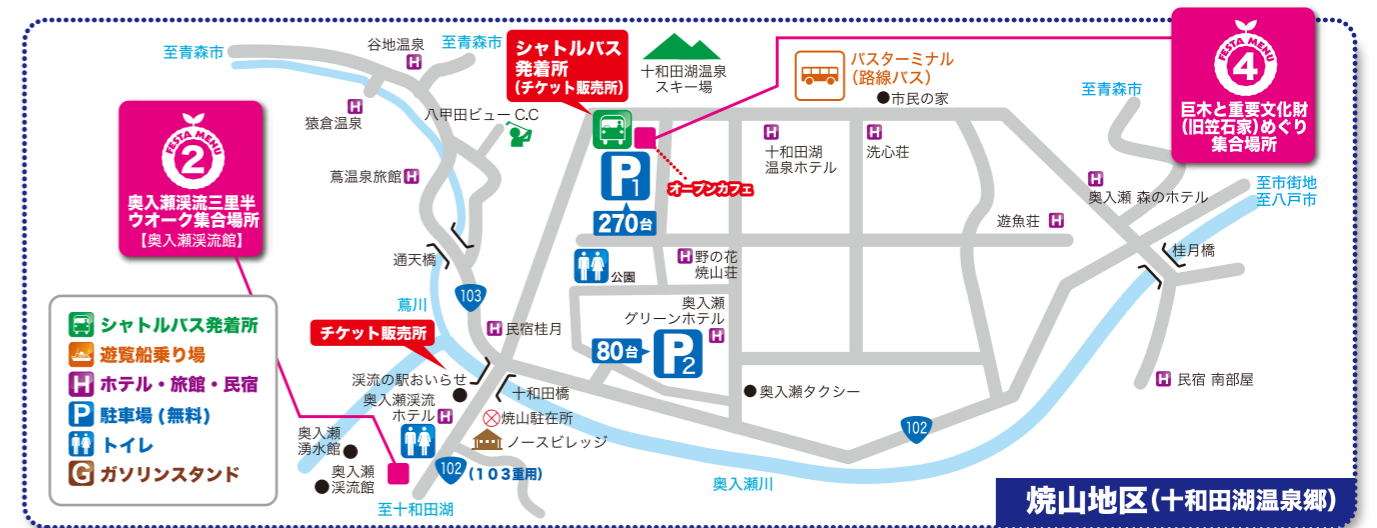 至青森市
谷地温泉
至青森市
猿倉温泉
八甲田ビュー C.C
蔦温泉旅館
シャトルバス
発着所
(チケット販売所)
十和田湖温泉
スキー場
バスターミナル
(路線バス)
市民の家
至青森市
FESTA MENU
4
巨木と重要文化財
(旧笠石家)めぐり
集合場所
FESTA MENU
2
奥入瀬渓流三里半
ウオーク集合場所
【奥入瀬渓流館】
P1
270台
オープンカフェ
十和田湖
温泉ホテル
洗心荘
奥入瀬 森のホテル
至市街地
至八戸市
遊魚荘
桂月橋
通天橋
103
蔦川
公園
野の花
焼山荘
奥入瀬
グリーンホテル
80台
P2
民宿桂月
チケット販売所
渓流の駅おいらせ
奥入瀬渓流
ホテル
十和田橋
焼山駐在所
ノースビレッジ
奥入瀬タクシー
民宿 南部屋
102
奥入瀬
湧水館
奥入瀬
渓流館
102
(103重用)
至十和田湖
奥入瀬川
シャトルバス発着所
遊覧船乗り場
H ホテル・旅館・民宿
P 駐車場 (無料)
トイレ
G ガソリンスタンド
焼山地区(十和田湖温泉郷)